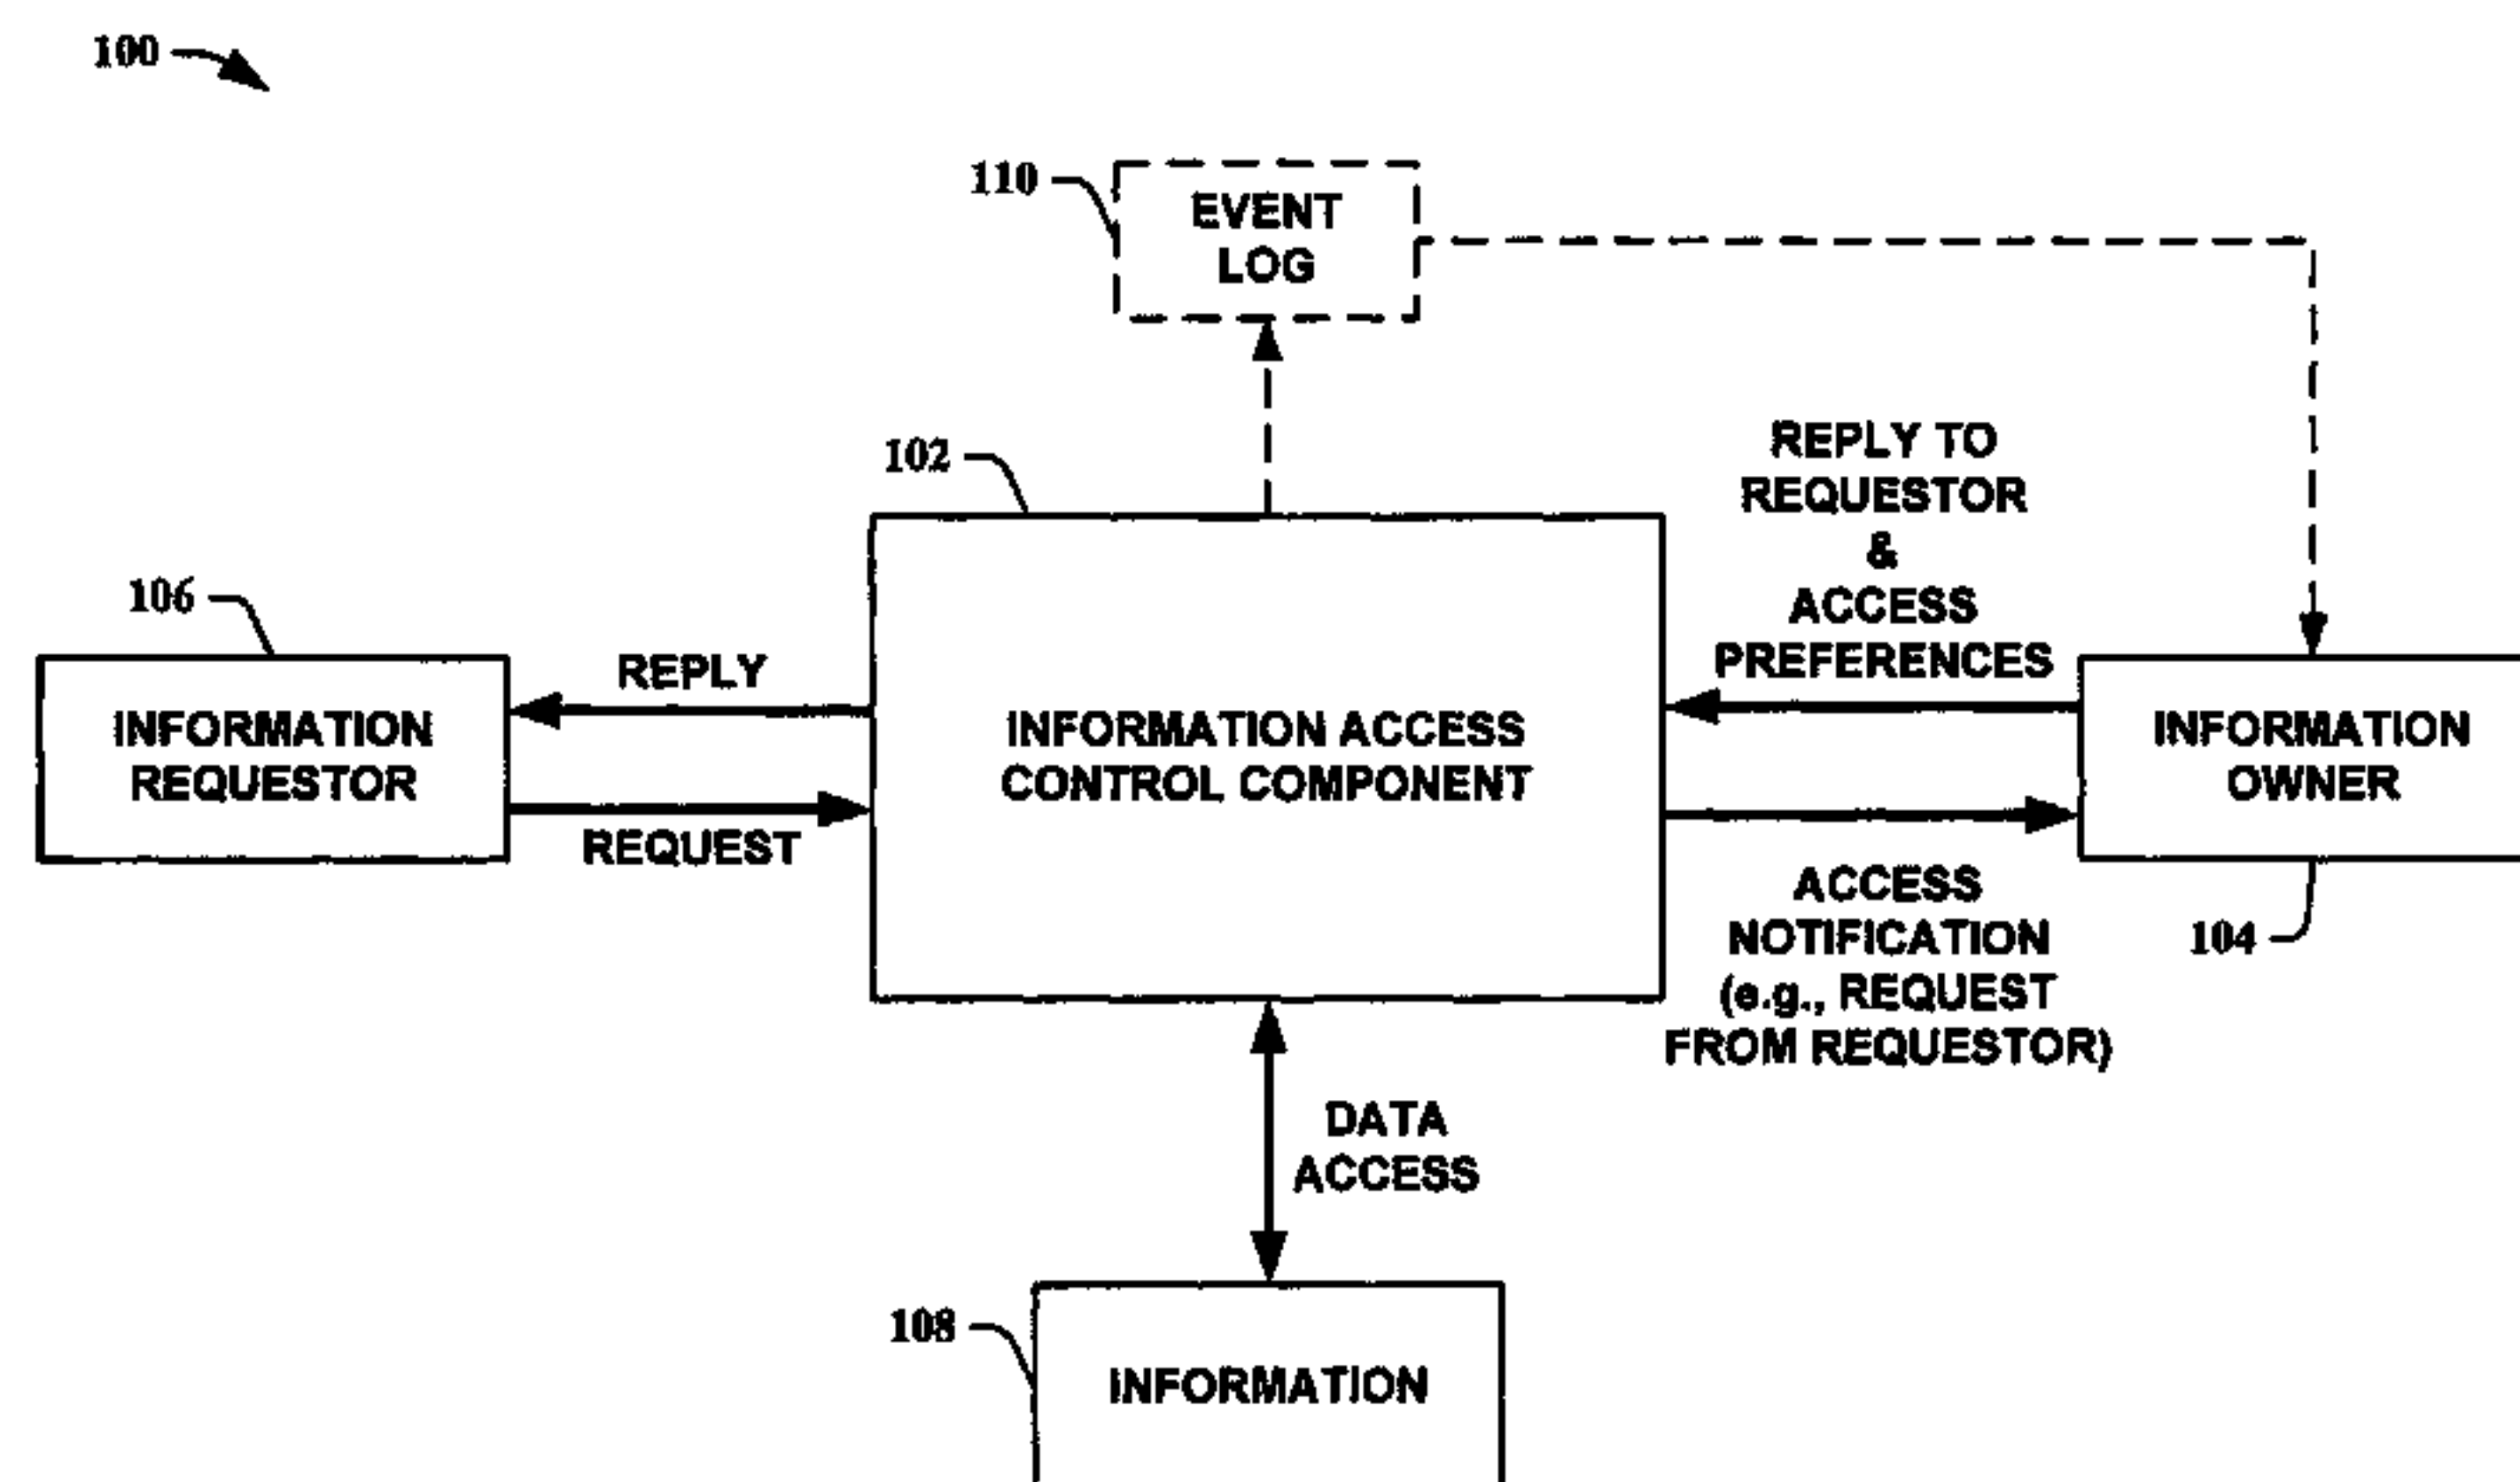 100
110
EVENT
LOG
102
REPLY TO
REQUESTOR
&
ACCESS
PREFERENCES
106
REPLY
INFORMATION
REQUESTOR
REQUEST
INFORMATION ACCESS
CONTROL COMPONENT
INFORMATION
OWNER
ACCESS
NOTIFICATION
(e.g., REQUEST
FROM REQUESTOR)
104
DATA
ACCESS
108
INFORMATION